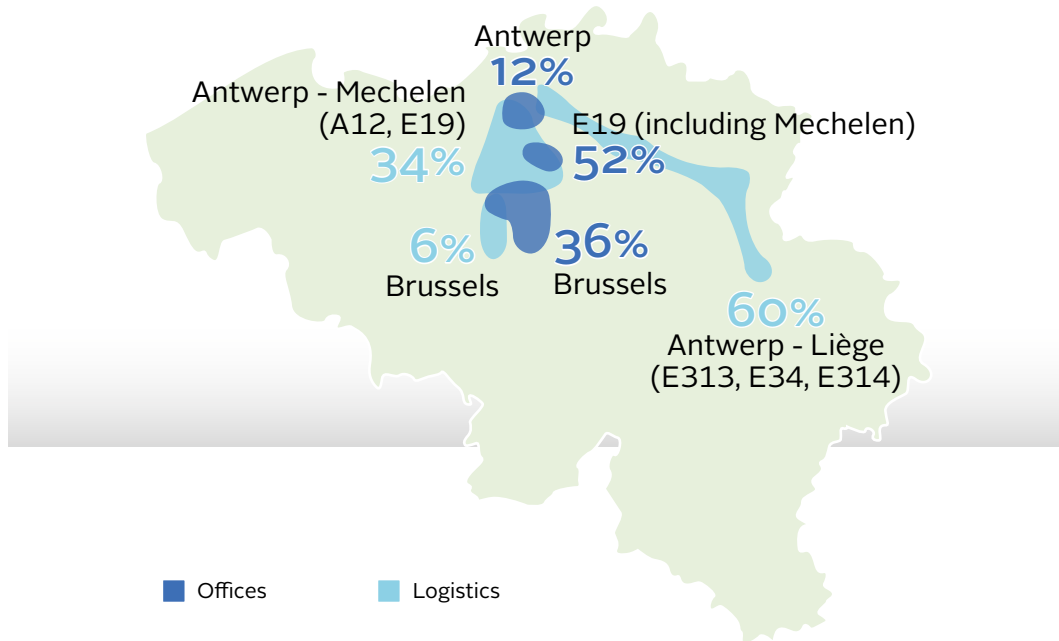 Antwerp
12%
Antwerp - Mechelen
(A12, E19)
34%
E19 (including Mechelen)
52%
6%
Brussels
36%
Brussels
60%
Antwerp - Liège
(E313, E34, E314)
Offices
Logistics